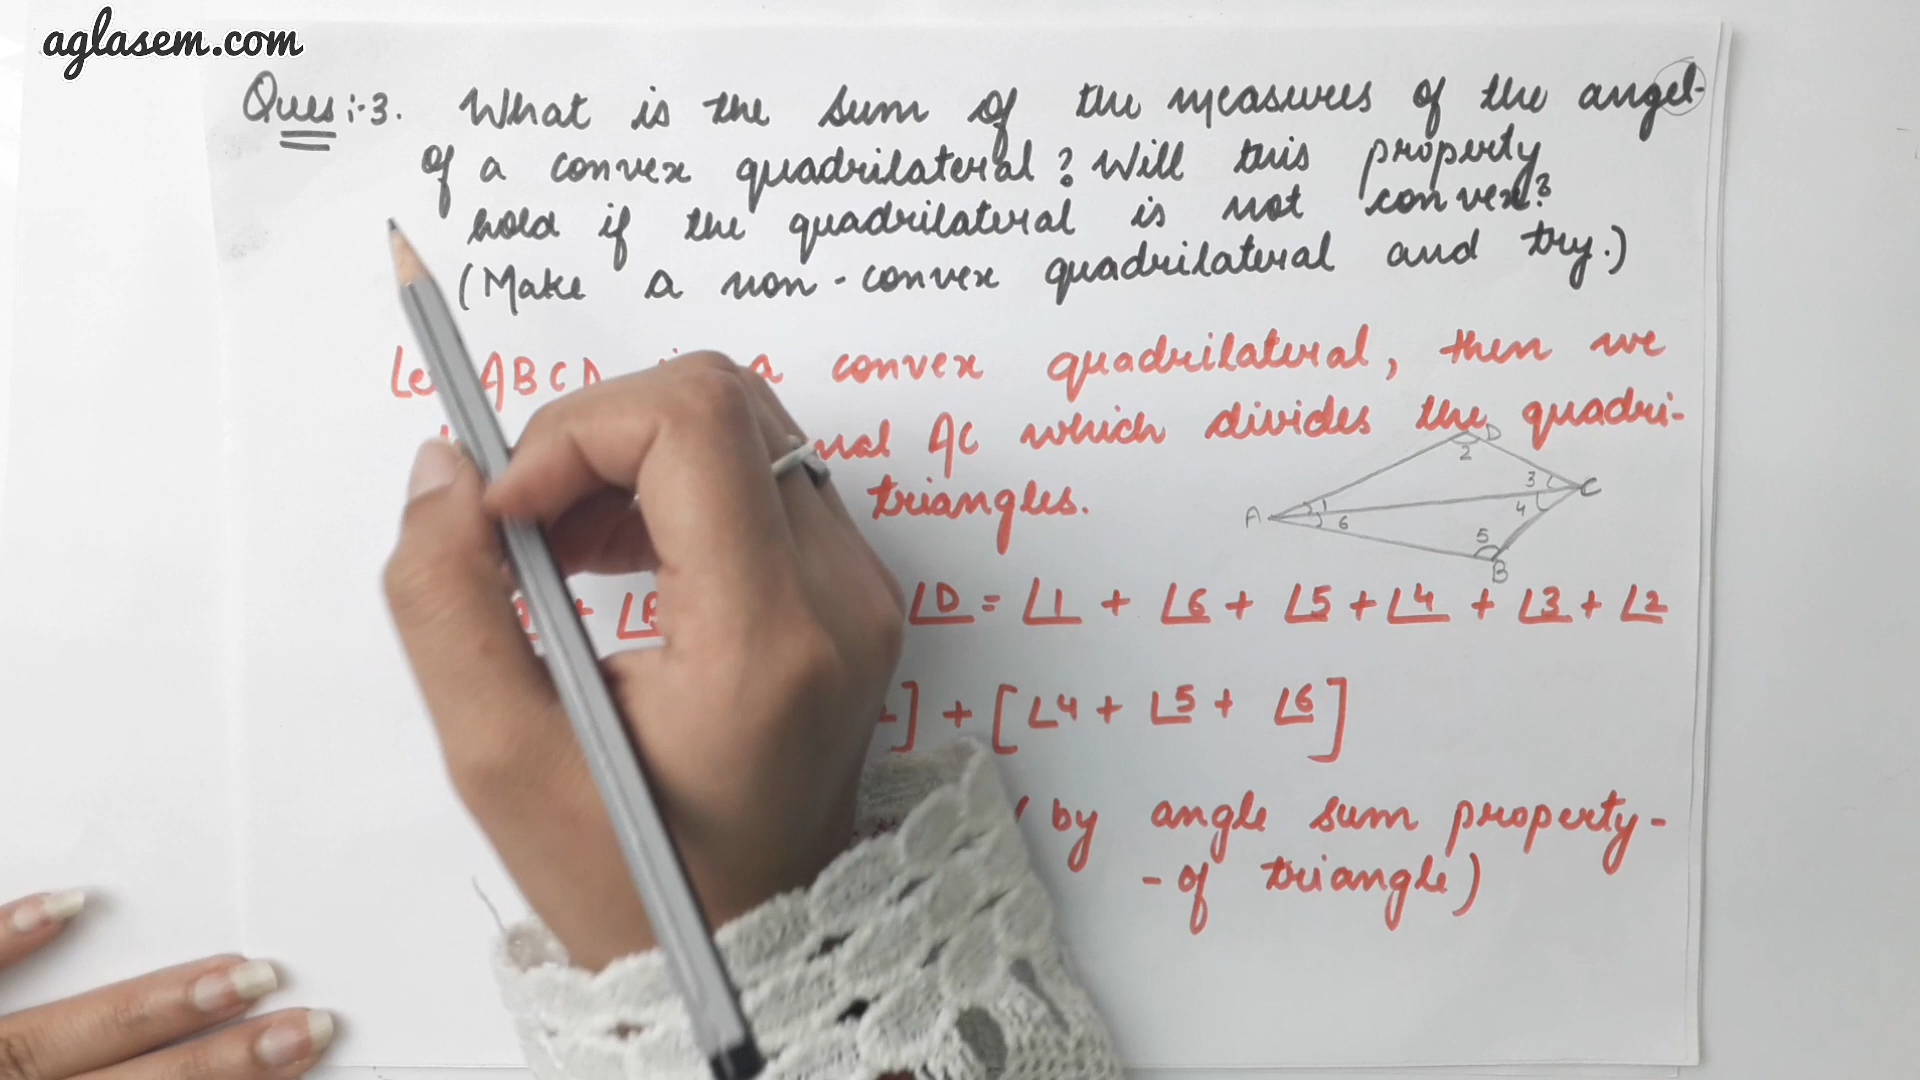 aglasem.com
Ques:-3. What is the sum of the measures of the angel-
of a convex quadrilateral? Will this property
hold if the quadrilateral is not convex?
(Make a non-convex quadrilateral and try.)
Let ABCD is a convex quadrilateral, then we
AC which divides the quadri-
triangles.
D
2
3
C
A
1
4
6
5
B
+ ∠B ∠D = ∠1 + ∠6 + ∠5 + ∠4 + ∠3 + ∠2
] + [∠4 + ∠5 + ∠6]
by angle sum property-
-of triangle)